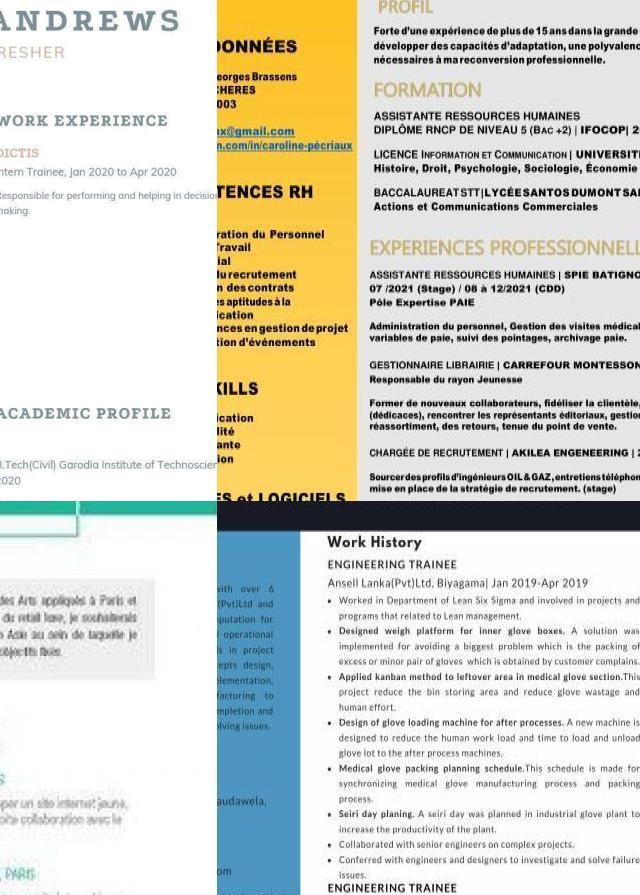 ANDREWS
RESHER
WORK EXPERIENCE
DICTIS
ntern Trainee, Jan 2020 to Apr 2020
Responsible for performing and helping in decision
naking.
ACADEMIC PROFILE
B.Tech(Civil) Garodia Institute of Technoscien
2020
DONNÉES
eorges Brassens
CHERES
003
ux@gmail.com
n.com/in/caroline-pécriaux
TENCES RH
ration du Personnel
Travail
ial
du recrutement
n des contrats
es aptitudes à la
ication
nces en gestion de projet
tion d'événements
KILLS
ication
lité
ante
ion
ES et LOGICIELS
PROFIL
Forte d'une expérience de plus de 15 ans dans la grande
développer des capacités d'adaptation, une polyvalenc
nécessaires à ma reconversion professionnelle.
FORMATION
ASSISTANTE RESSOURCES HUMAINES
DIPLÔME RNCP DE NIVEAU 5 (BAC +2) | IFOCOP| 2
LICENCE INFORMATION ET COMMUNICATION | UNIVERSIT
Histoire, Droit, Psychologie, Sociologie, Économie
BACCALAUREAT STT|LYCÉE SANTOS DUMONT SAI
Actions et Communications Commerciales
EXPERIENCES PROFESSIONNELL
ASSISTANTE RESSOURCES HUMAINES | SPIE BATIGNO
07 /2021 (Stage) / 08 à 12/2021 (CDD)
Pôle Expertise PAIE
Administration du personnel, Gestion des visites médical
variables de paie, suivi des pointages, archivage paie.
GESTIONNAIRE LIBRAIRIE | CARREFOUR MONTESSON
Responsable du rayon Jeunesse
Former de nouveaux collaborateurs, fidéliser la clientèle,
(dédicaces), rencontrer les représentants éditoriaux, gestion
réassortiment, des retours, tenue du point de vente.
CHARGÉE DE RECRUTEMENT | AKILEA ENGENEERING | 2
Sourcer des profils d'ingénieurs OIL & GAZ, entretiens téléphon
mise en place de la stratégie de recrutement. (stage)
des Arts appliqués à Paris et
du retail luxe, je souhaiterais
Asie au sein de laquelle je
objectifs fixes.
S
per un site internet jeune,
oite collaboration avec le
, PARIS
with over 6
(Pvt)Ltd and
putation for
operational
s in project
epts design,
plementation,
facturing to
mpletion and
lving issues.
audawela,
om
Work History
ENGINEERING TRAINEE
Ansell Lanka(Pvt)Ltd, Biyagama| Jan 2019-Apr 2019
• Worked in Department of Lean Six Sigma and involved in projects and
programs that related to Lean management.
• Designed weigh platform for inner glove boxes. A solution was
implemented for avoiding a biggest problem which is the packing of
excess or minor pair of gloves which is obtained by customer complains.
• Applied kanban method to leftover area in medical glove section.This
project reduce the bin storing area and reduce glove wastage and
human effort.
• Design of glove loading machine for after processes. A new machine is
designed to reduce the human work load and time to load and unload
glove lot to the after process machines.
• Medical glove packing planning schedule.This schedule is made for
synchronizing medical glove manufacturing process and packing
process.
• Seiri day planing. A seiri day was planned in industrial glove plant to
increase the productivity of the plant.
• Collaborated with senior engineers on complex projects.
• Conferred with engineers and designers to investigate and solve failure
issues.
ENGINEERING TRAINEE